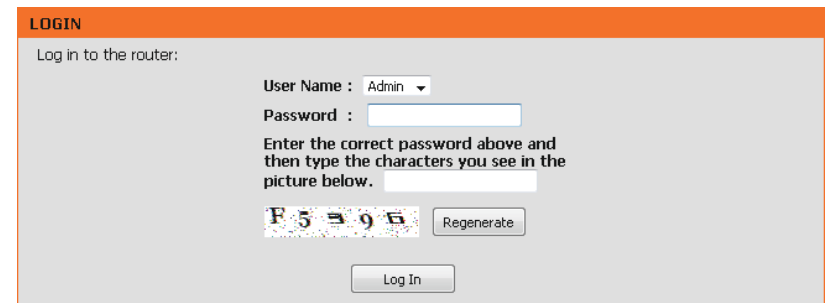 LOGIN
Log in to the router:
User Name : Admin
Password :
Enter the correct password above and
then type the characters you see in the
picture below.
Regenerate
Log In